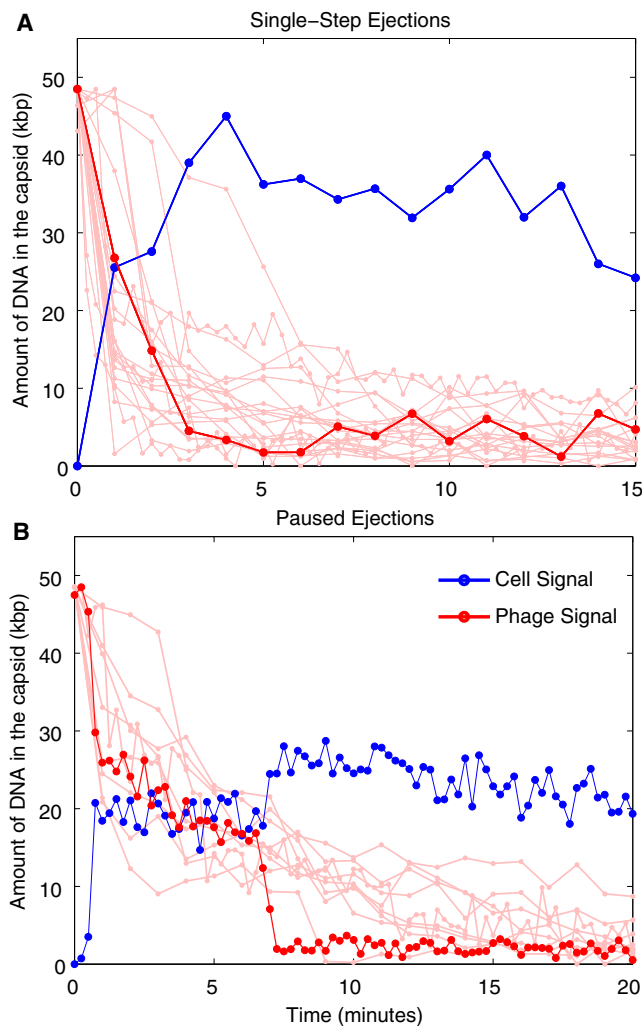 A
Single−Step Ejections
Amount of DNA in the capsid (kbp)
50
40
30
20
10
0
0
5
10
15
B
Paused Ejections
Amount of DNA in the capsid (kbp)
50
40
30
20
10
0
Cell Signal
Phage Signal
0
5
10
15
20
Time (minutes)